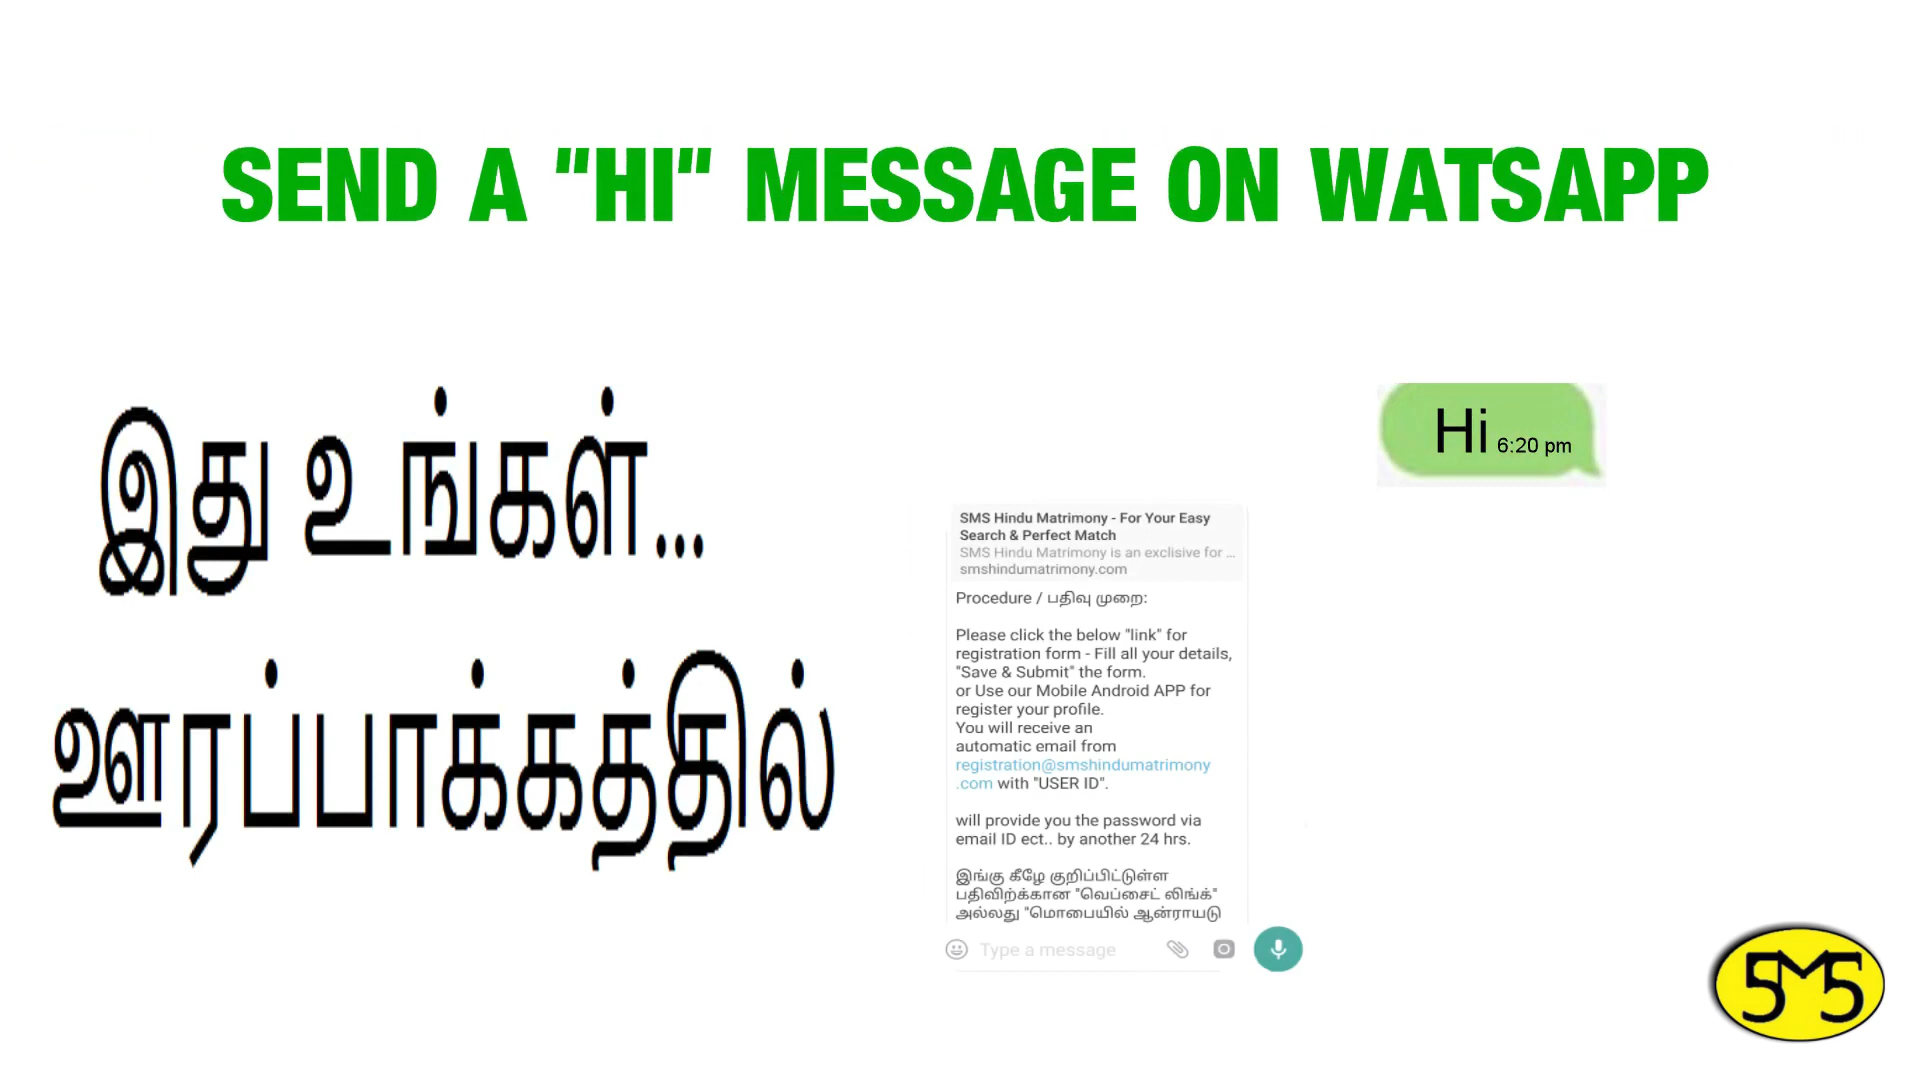 SEND A "HI" MESSAGE ON WATSAPP
இது உங்கள்...
ஊரப்பாக்கத்தில்
Hi 6:20 pm
SMS Hindu Matrimony - For Your Easy
Search & Perfect Match
SMS Hindu Matrimony is an exclisive for ...
smshindumatrimony.com
Procedure / பதிவு முறை:
Please click the below "link" for
registration form - Fill all your details,
"Save & Submit" the form.
or Use our Mobile Android APP for
register your profile.
You will receive an
automatic email from
registration@smshindumatrimony
.com with "USER ID".
will provide you the password via
email ID ect.. by another 24 hrs.
இங்கு கீழே குறிப்பிட்டுள்ள
பதிவிற்க்கான "வெப்சைட் லிங்க்"
அல்லது "மொபையில் ஆன்ராயடு
Type a message
SMS